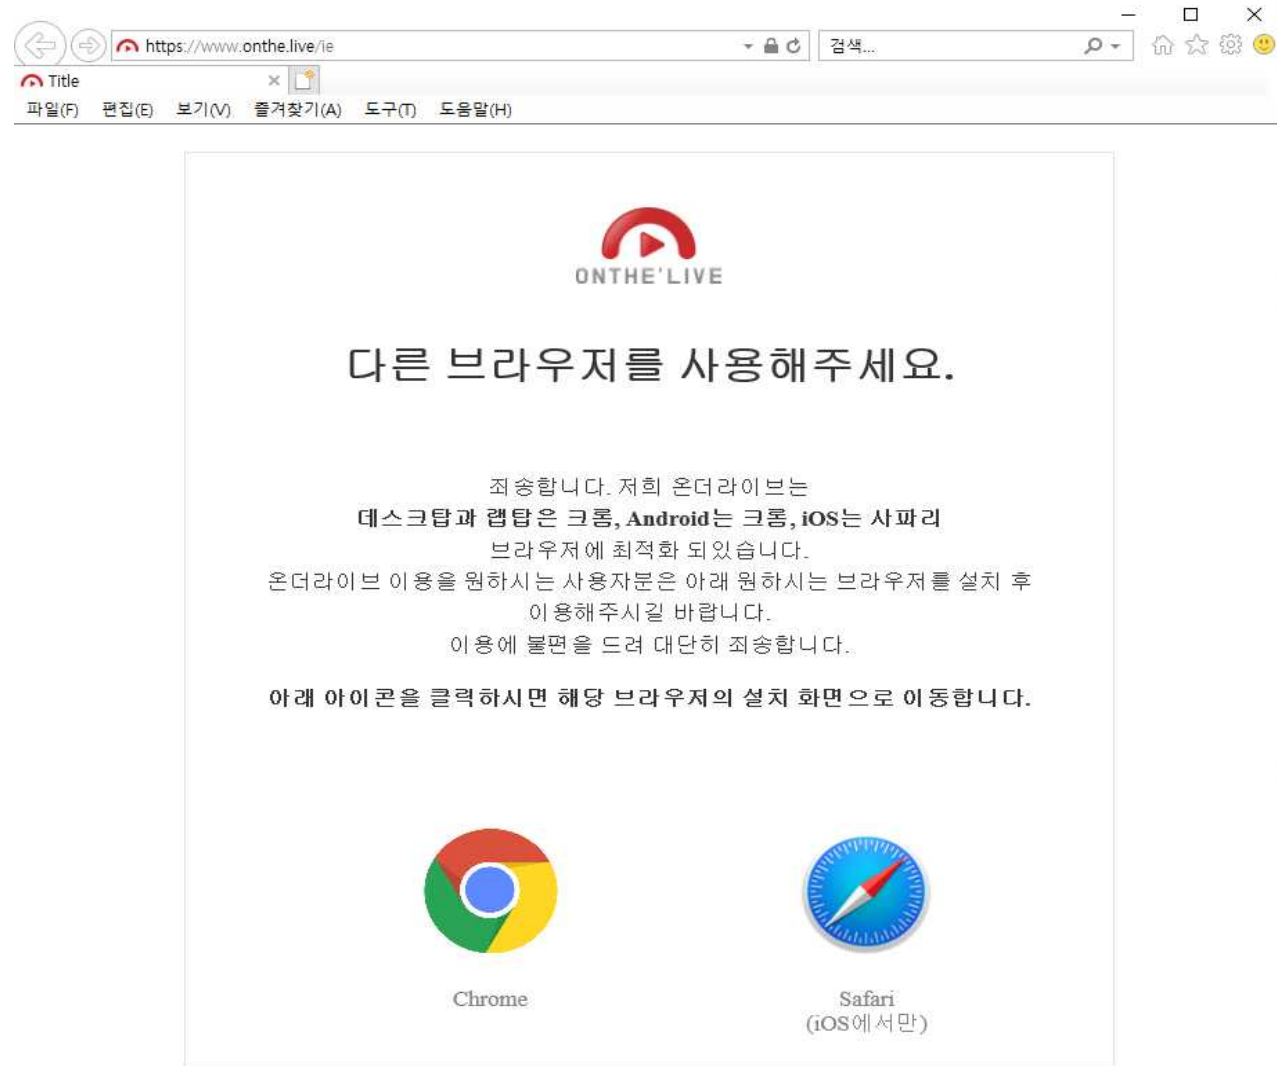 https://www.onthe.live/ie
검색...
Title
파일(F) 편집(E) 보기(V) 즐겨찾기(A) 도구(T) 도움말(H)
ONTHE'LIVE
다른 브라우저를 사용해주세요.
죄송합니다. 저희 온더라이브는
데스크탑과 랩탑은 크롬, Android는 크롬, iOS는 사파리
브라우저에 최적화 되있습니다.
온더라이브 이용을 원하시는 사용자분은 아래 원하시는 브라우저를 설치 후
이용해주시길 바랍니다.
이용에 불편을 드려 대단히 죄송합니다.
아래 아이콘을 클릭하시면 해당 브라우저의 설치 화면으로 이동합니다.
Chrome
Safari
(iOS에서만)